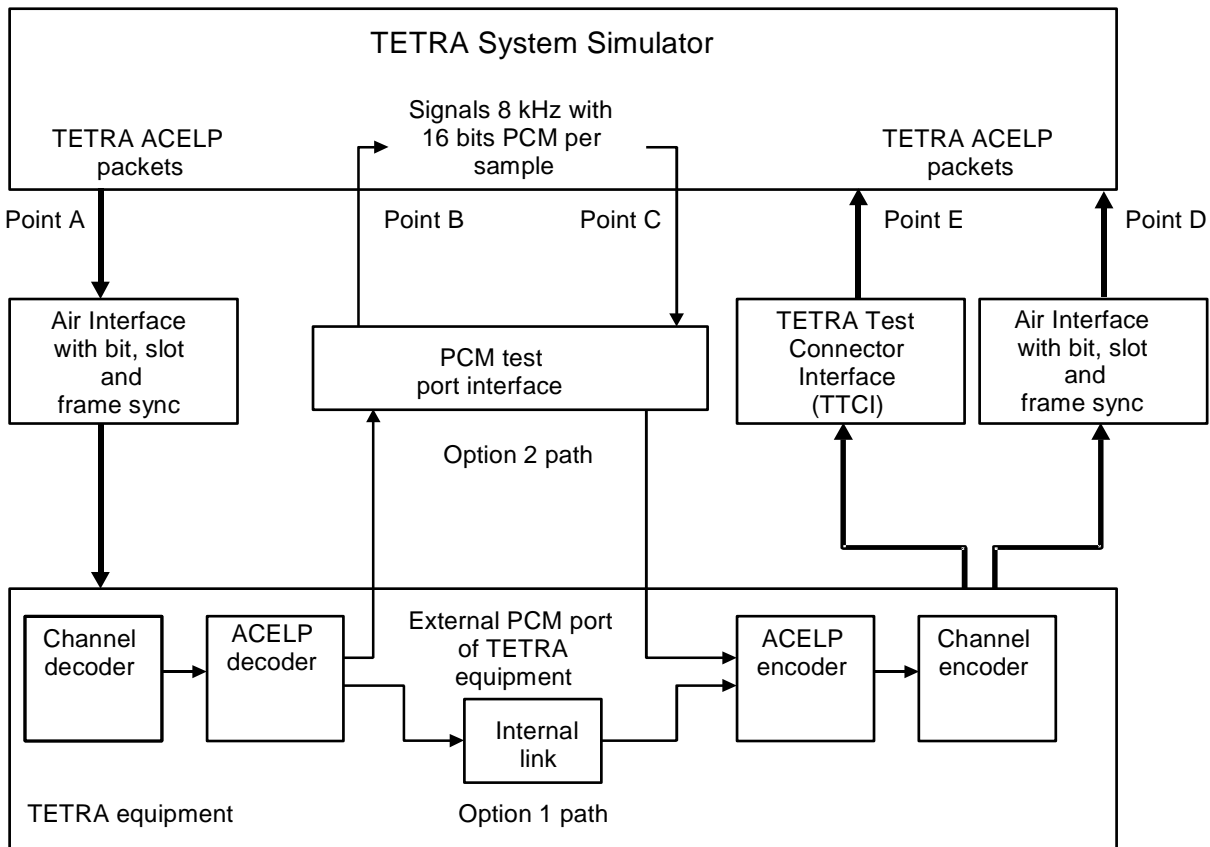 TETRA System Simulator
Signals 8 kHz with
16 bits PCM per
sample
TETRA ACELP
packets
TETRA ACELP
packets
Point A
Point B
Point C
Point E
Point D
Air Interface
with bit, slot
and
frame sync
PCM test
port interface
TETRA Test
Connector
Interface
(TTCI)
Air Interface
with bit, slot
and
frame sync
Option 2 path
Channel
decoder
ACELP
decoder
External PCM port
of TETRA
equipment
ACELP
encoder
Channel
encoder
Internal
link
TETRA equipment
Option 1 path